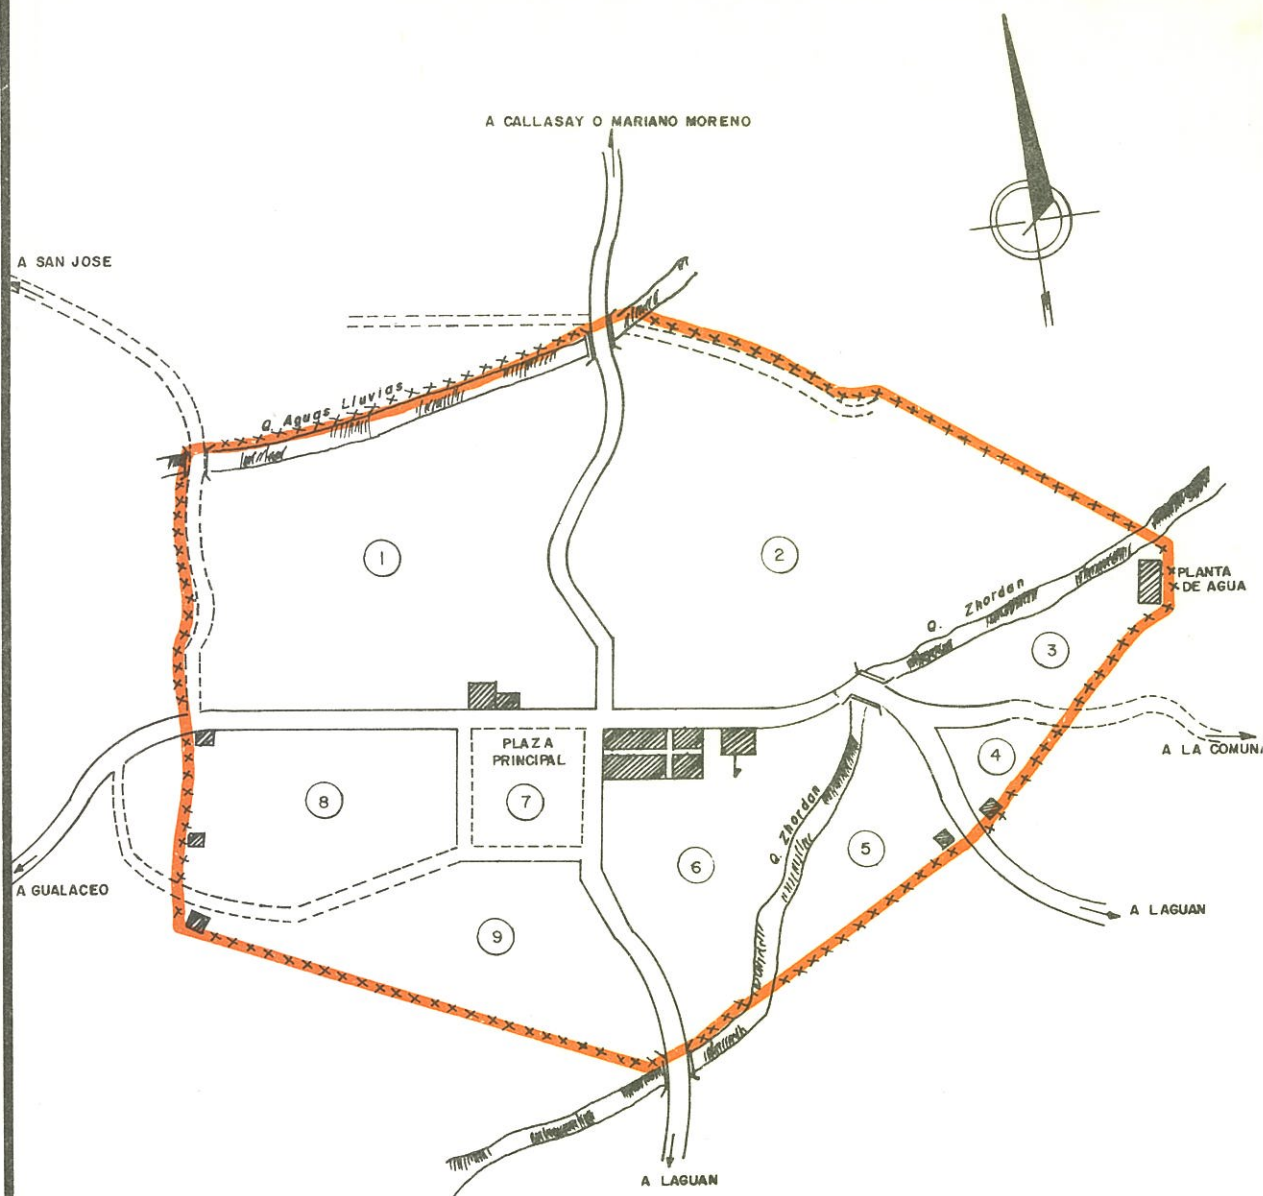 A CALLASAY O MARIANO MORENO
A SAN JOSE
Q. Aguas Lluvias
1
2
Q. Zhordan
PLANTA
DE AGUA
3
PLAZA
PRINCIPAL
A LA COMUNA
4
7
8
Q. Zhordan
5
6
A GUALACEO
A LAGUAN
9
A LAGUAN